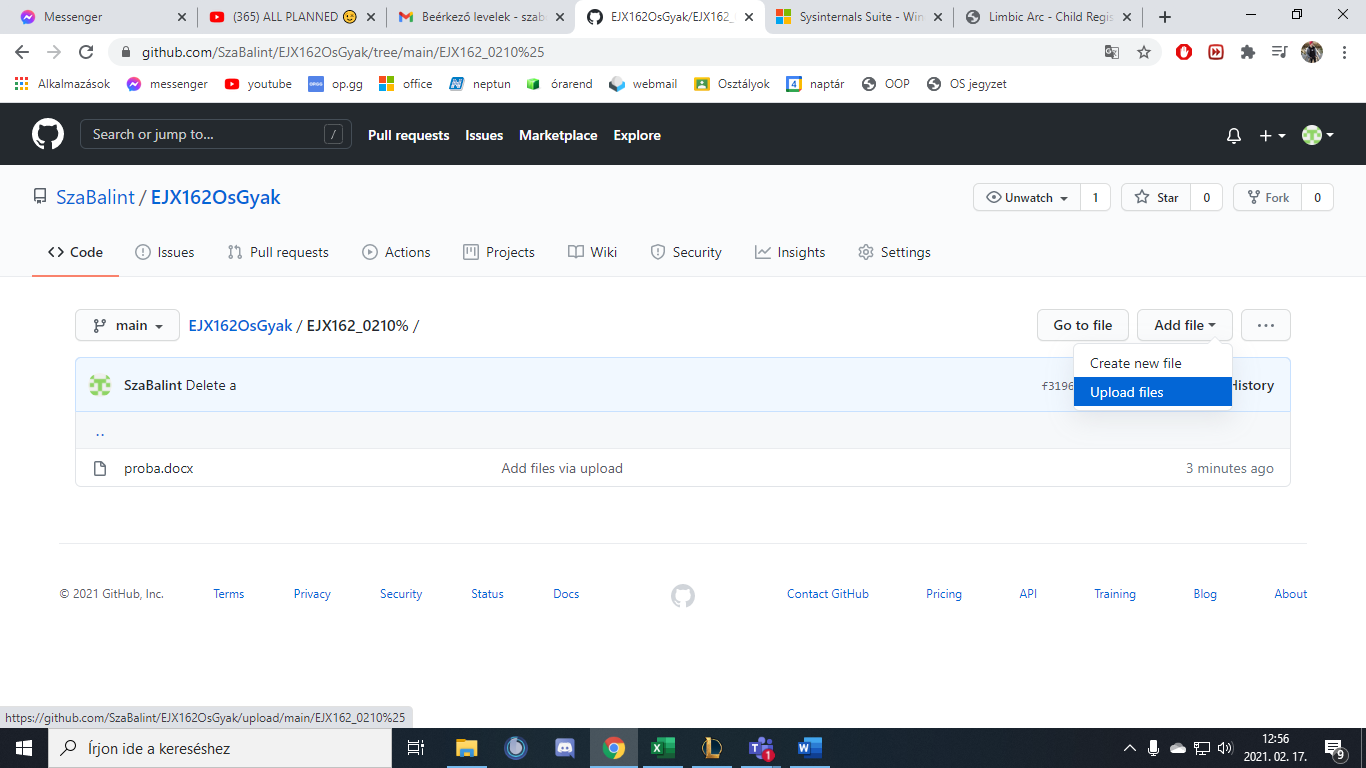 Messenger
(365) ALL PLANNED
Beérkező levelek - szab
EJX162OsGyak/EJX162_0
Sysinternals Suite - Win
Limbic Arc - Child Regis
github.com/SzaBalint/EJX162OsGyak/tree/main/EJX162_0210%25
Alkalmazások messenger youtube op.gg office neptun órarend webmail Osztályok naptár OOP OS jegyzet
Search or jump to... / Pull requests Issues Marketplace Explore
SzaBalint / EJX162OsGyak
Unwatch 1 Star 0 Fork 0
Code Issues Pull requests Actions Projects Wiki Security Insights Settings
main EJX162OsGyak / EJX162_0210% / Go to file Add file
Create new file
Upload files
SzaBalint Delete a f3196 History
..
proba.docx Add files via upload 3 minutes ago
© 2021 GitHub, Inc. Terms Privacy Security Status Docs Contact GitHub Pricing API Training Blog About
https://github.com/SzaBalint/EJX162OsGyak/upload/main/EJX162_0210%25
Írjon ide a kereséshez
1
12:56
2021. 02. 17.
9